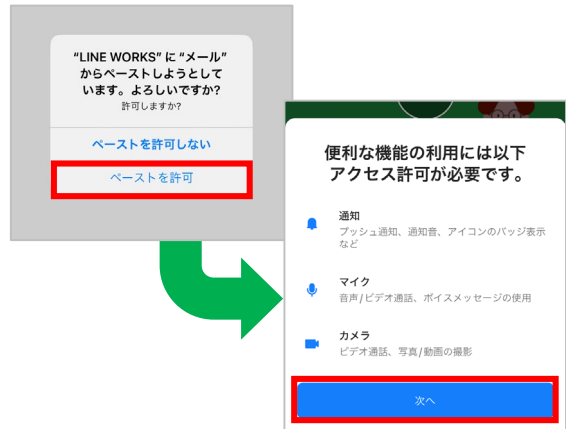 “LINE WORKS” に “メール”
からペーストしようとして
います。よろしいですか?
許可しますか?
ペーストを許可しない
ペーストを許可
便利な機能の利用には以下
アクセス許可が必要です。
通知
プッシュ通知、通知音、アイコンのバッジ表示
など
マイク
音声/ビデオ通話、ボイスメッセージの使用
カメラ
ビデオ通話、写真/動画の撮影
次へ